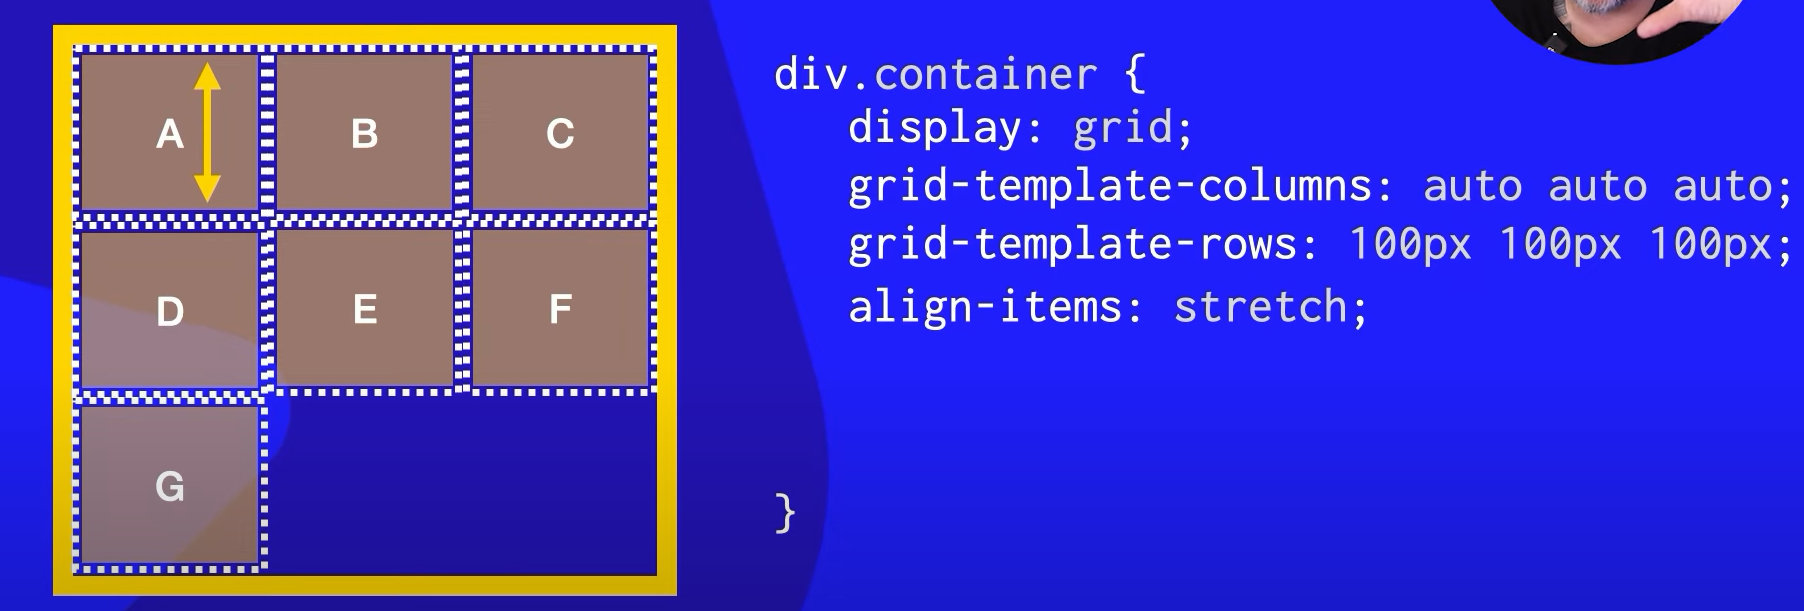 A B C
D E F
G
div.container {
display: grid;
grid-template-columns: auto auto auto;
grid-template-rows: 100px 100px 100px;
align-items: stretch;
}